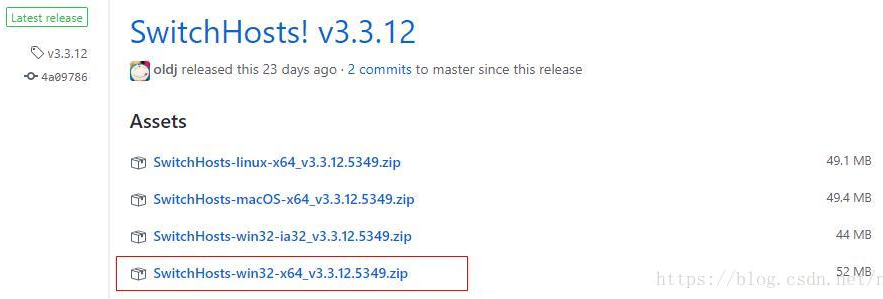 Latest release
v3.3.12
4a09786
SwitchHosts! v3.3.12
oldj released this 23 days ago · 2 commits to master since this release
Assets
SwitchHosts-linux-x64_v3.3.12.5349.zip 49.1 MB
SwitchHosts-macOS-x64_v3.3.12.5349.zip 49.4 MB
SwitchHosts-win32-ia32_v3.3.12.5349.zip 44 MB
SwitchHosts-win32-x64_v3.3.12.5349.zip 52 MB
https://blog.csdn.net/r